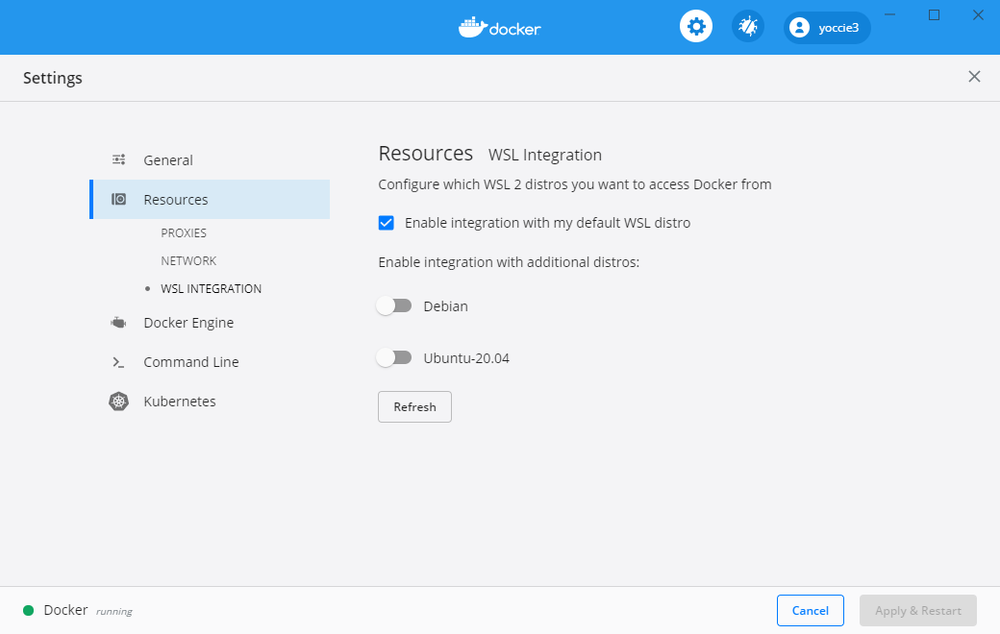 docker
yoccie3
Settings
General
Resources
PROXIES
NETWORK
WSL INTEGRATION
Docker Engine
Command Line
Kubernetes
Resources WSL Integration
Configure which WSL 2 distros you want to access Docker from
Enable integration with my default WSL distro
Enable integration with additional distros:
Debian
Ubuntu-20.04
Refresh
Docker running
Cancel
Apply & Restart